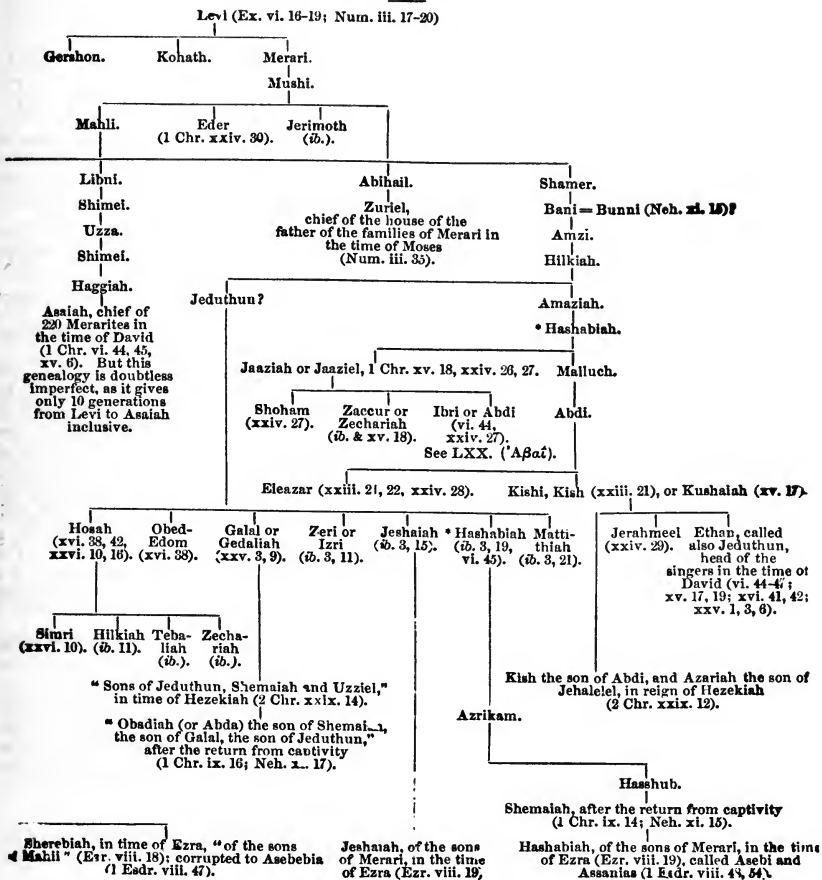 Levi (Ex. vi. 16-19; Num. iii. 17-20)
Gershon. Kohath. Merari.
Mushi.
Mahli. Eder Jerimoth
(1 Chr. xxiv. 30). (ib.).
Libni. Abihail. Shamer.
Shimei. Zuriel, Bani = Bunni (Neh. xi. 15)?
chief of the house of the
Uzza. father of the families of Merari in Amzi.
the time of Moses
Shimei. (Num. iii. 35). Hilkiah.
Haggiah. Jeduthun? Amaziah.
Asaiah, chief of
220 Merarites in * Hashabiah.
the time of David
(1 Chr. vi. 44, 45,
xv. 6). But this Jaaziah or Jaaziel, 1 Chr. xv. 18, xxiv. 26, 27. Malluch.
genealogy is doubtless
imperfect, as it gives
only 10 generations Shoham Zaccur or Ibri or Abdi Abdi.
from Levi to Asaiah (xxiv. 27). Zechariah (vi. 44,
inclusive. (ib. & xv. 18). xxiv. 27).
See LXX. (Ἀβαΐ).
Eleazar (xxiii. 21, 22, xxiv. 28). Kishi, Kish (xxiii. 21), or Kushaiah (xv. 17).
Hosah Obed- Galal or Zeri or Jeshaiah * Hashabiah Matti- Jerahmeel Ethan, called
(xvi. 38, 42, Edom Gedaliah Izri (ib. 3, 15). (ib. 3, 19, thiah (xxiv. 29). also Jeduthun,
xxvi. 10, 16). (xvi. 38). (xxv. 3, 9). (ib. 3, 11). vi. 45). (ib. 3, 21). head of the
singers in the time of
David (vi. 44-47;
xv. 17, 19; xvi. 41, 42;
xxv. 1, 3, 6).
Simri Hilkiah Teba- Zecha-
(xxvi. 10). (ib. 11). liah riah
(ib.). (ib.).
"Sons of Jeduthun, Shemaiah and Uzziel," Kish the son of Abdi, and Azariah the son of
in time of Hezekiah (2 Chr. xxix. 14). Jehalelel, in reign of Hezekiah
(2 Chr. xxix. 12).
"Obadiah (or Abda) the son of Azrikam.
the son of Galal, the son of Jeduthun,"
after the return from captivity
(1 Chr. ix. 16; Neh. 17).
Hasshub.
Shemaiah, after the return from captivity
(1 Chr. ix. 14; Neh. xi. 15).
Sherebiah, in time of Ezra, "of the sons Jeshaiah, of the sons Hashabiah, of the sons of Merari, in the time
Mahli" (Ezr. viii. 18); corrupted to Asebebia of Merari, in the time of Ezra (Ezr. viii. 19), called Asebi and
(1 Esdr. viii. 47). of Ezra (Ezr. viii. 19) Assanias (1 Esdr. viii. 48, 54).